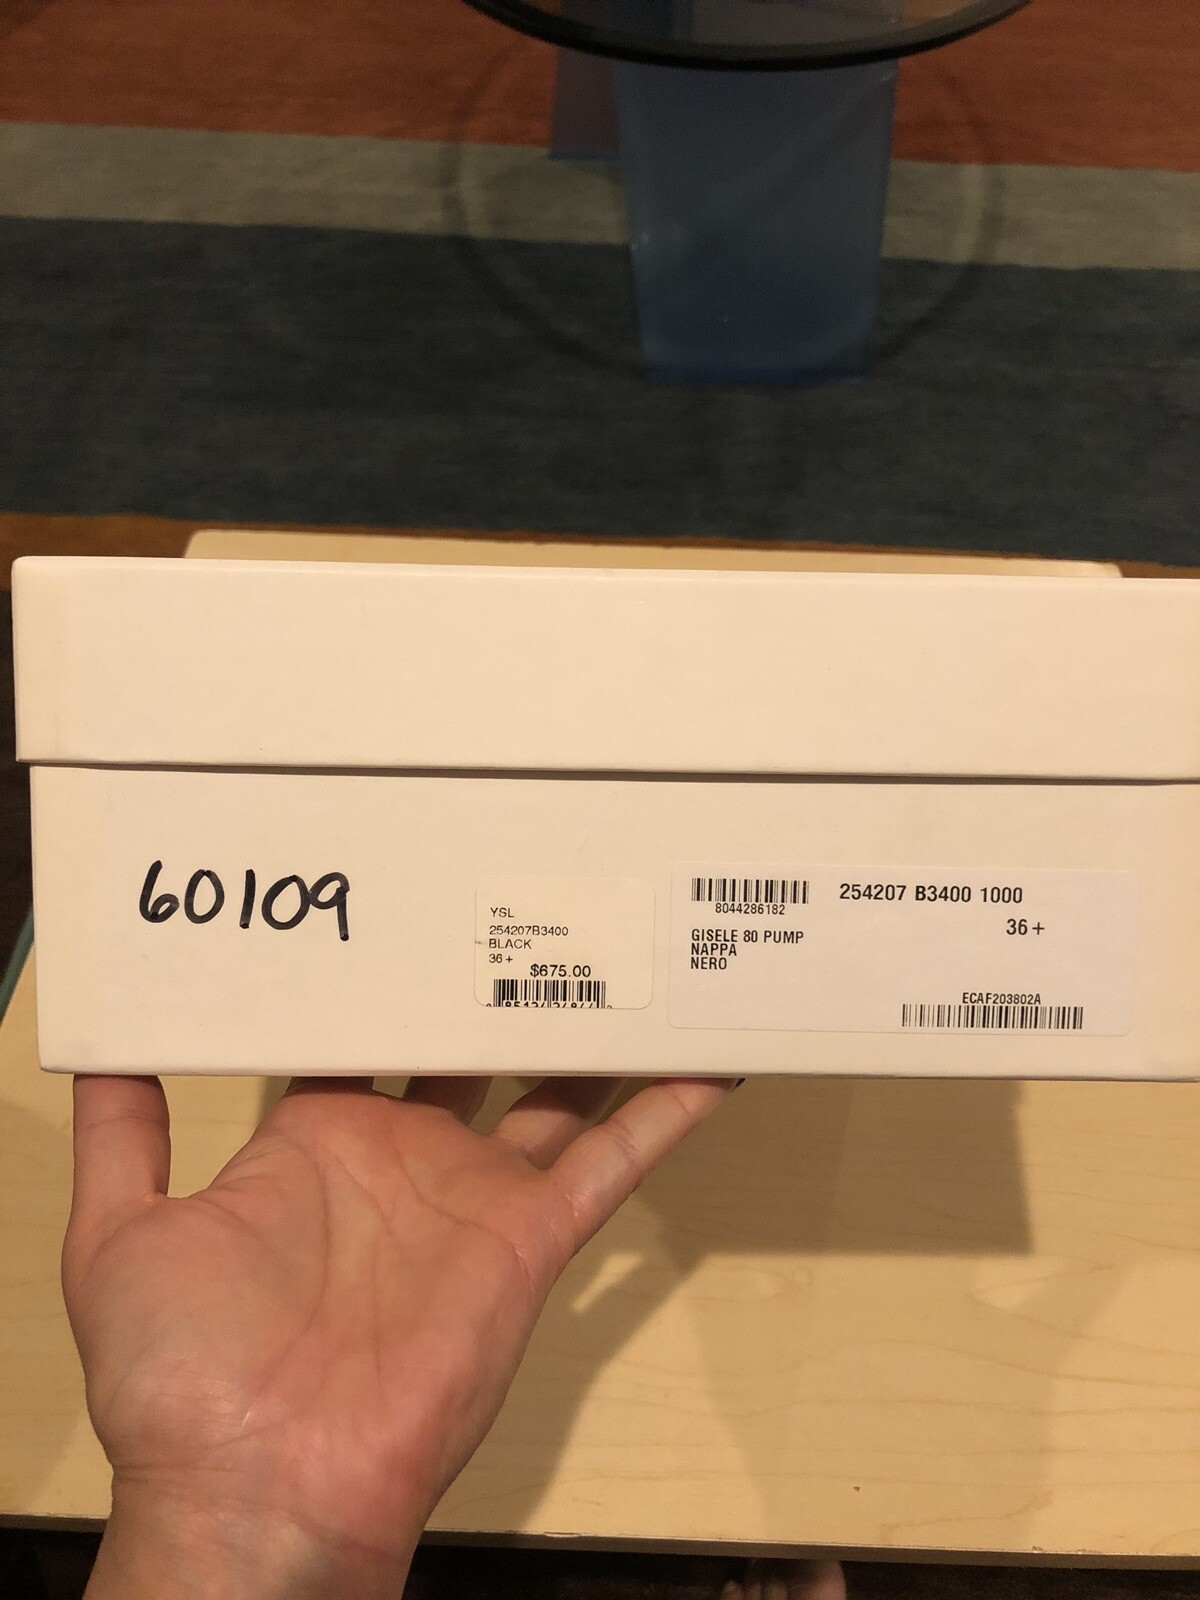 60109
YSL
254207B3400
BLACK
36+
$675.00
8044286182
254207 B3400 1000
36+
GISELE 80 PUMP
NAPPA
NERO
ECAF203802A